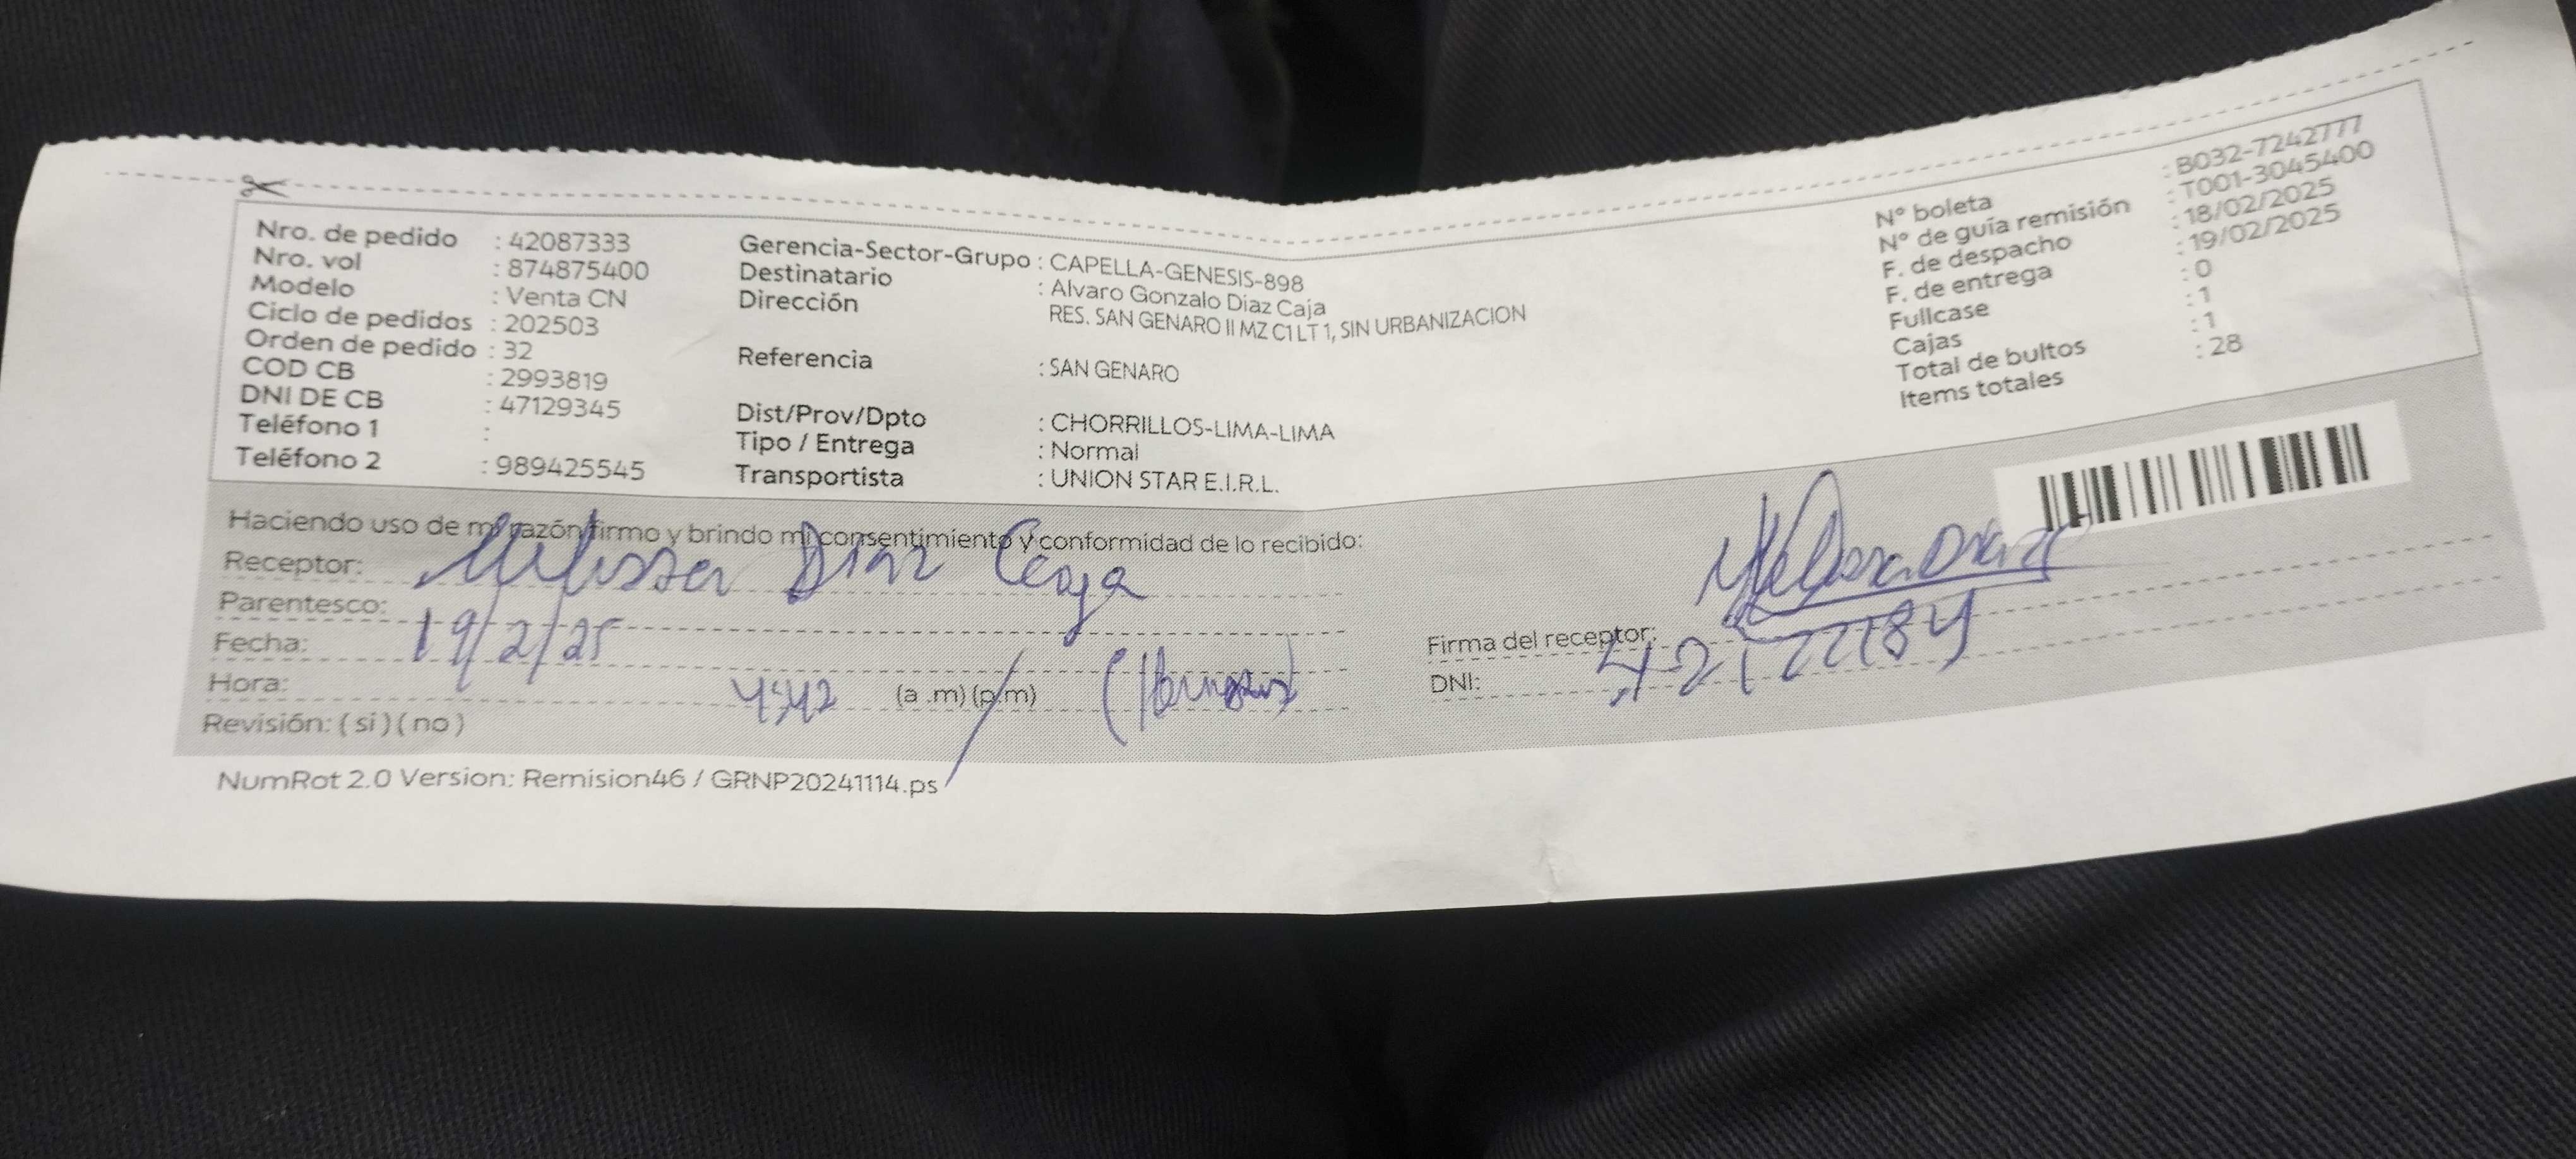 Nro. de pedido : 42087333
Nro. vol : 874875400
Modelo : Venta CN
Ciclo de pedidos : 202503
Orden de pedido : 32
COD CB : 2993819
DNI DE CB : 47129345
Teléfono 1 :
Teléfono 2 : 989425545
Gerencia-Sector-Grupo : CAPELLA-GENESIS-898
Destinatario : Alvaro Gonzalo Diaz Caja
Dirección RES. SAN GENARO II MZ C1 LT 1, SIN URBANIZACION
Referencia : SAN GENARO
Dist/Prov/Dpto : CHORRILLOS-LIMA-LIMA
Tipo / Entrega : Normal
Transportista : UNION STAR E.I.R.L.
N° boleta : B032-7242777
N° de guía remisión : T001-3045400
F. de despacho : 18/02/2025
F. de entrega : 19/02/2025
Fullcase : 0
Cajas : 1
Total de bultos : 1
Items totales : 28
Haciendo uso de mi razón firmo y brindo mi consentimiento y conformidad de lo recibido:
Receptor: Melissa Diaz Caja
Parentesco:
Fecha: 19/2/25
Hora: 4:42 (a .m) (p.m)
Revisión: ( si ) ( no )
Firma del receptor: Melissa Diaz
DNI:
NumRot 2.0 Version: Remision46 / GRNP20241114.ps